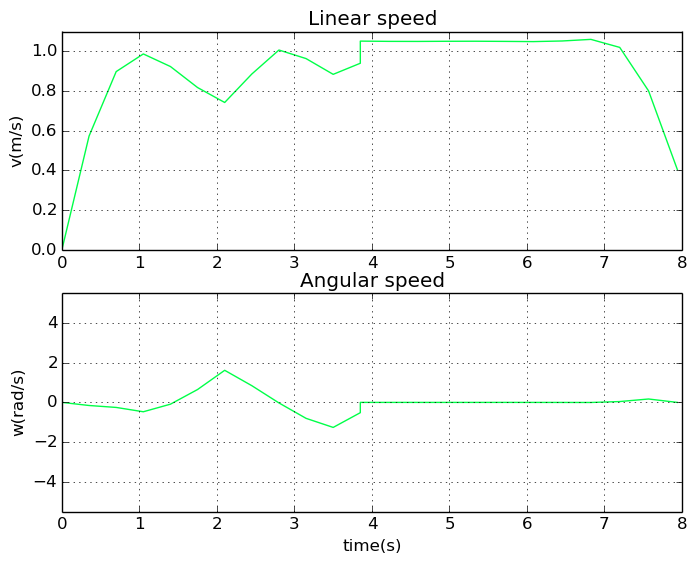 Linear speed
1.0
0.8
0.6
0.4
0.2
0.0
v(m/s)
0 1 2 3 4 5 6 7 8
Angular speed
4
2
0
−2
−4
w(rad/s)
0 1 2 3 4 5 6 7 8
time(s)